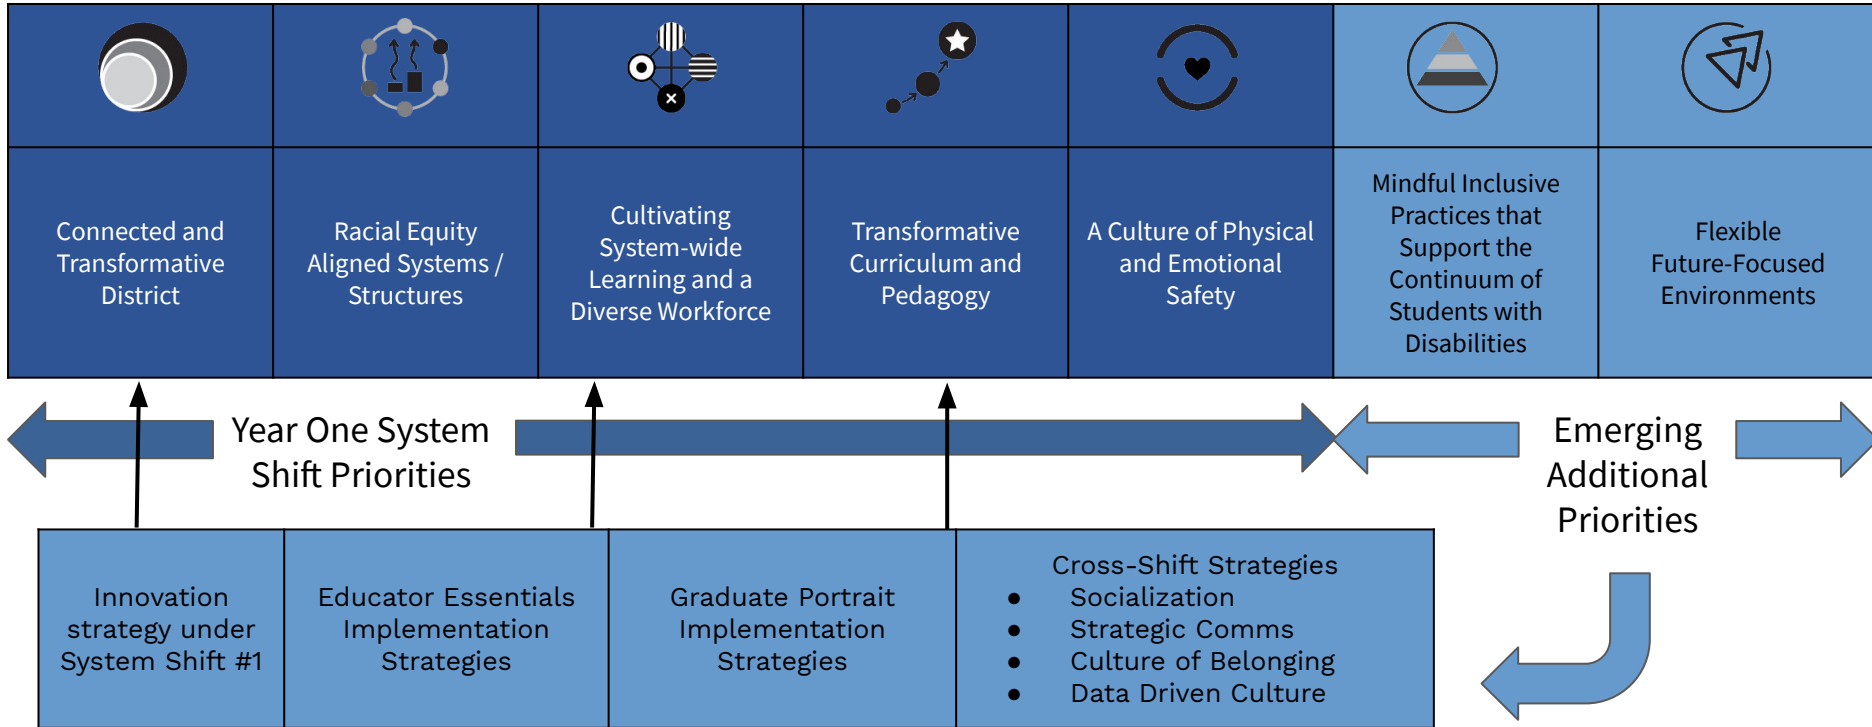 Connected and
Transformative
District
Racial Equity
Aligned Systems /
Structures
Cultivating
System-wide
Learning and a
Diverse Workforce
Transformative
Curriculum and
Pedagogy
A Culture of Physical
and Emotional
Safety
Mindful Inclusive
Practices that
Support the
Continuum of
Students with
Disabilities
Flexible
Future-Focused
Environments
Year One System
Shift Priorities
Emerging
Additional
Priorities
Innovation
strategy under
System Shift #1
Educator Essentials
Implementation
Strategies
Graduate Portrait
Implementation
Strategies
Cross-Shift Strategies
● Socialization
● Strategic Comms
● Culture of Belonging
● Data Driven Culture